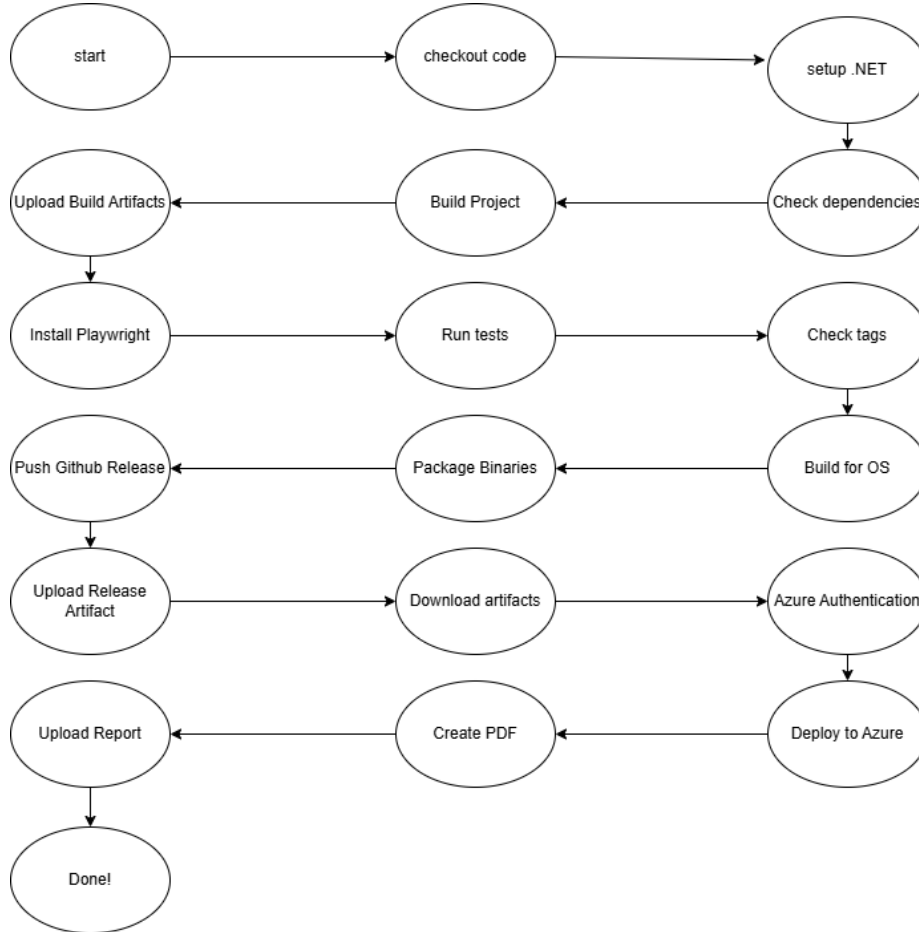 start
checkout code
setup .NET
Upload Build Artifacts
Build Project
Check dependencies
Install Playwright
Run tests
Check tags
Push Github Release
Package Binaries
Build for OS
Upload Release
Artifact
Download artifacts
Azure Authentication
Upload Report
Create PDF
Deploy to Azure
Done!